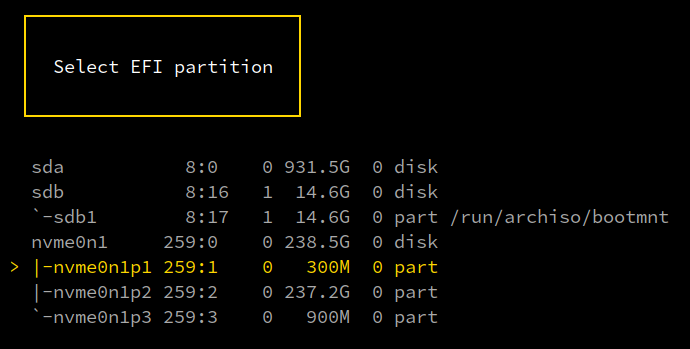 Select EFI partition
sda 8:0 0 931.5G 0 disk
sdb 8:16 1 14.6G 0 disk
`-sdb1 8:17 1 14.6G 0 part /run/archiso/bootmnt
nvme0n1 259:0 0 238.5G 0 disk
> |-nvme0n1p1 259:1 0 300M 0 part
|-nvme0n1p2 259:2 0 237.2G 0 part
`-nvme0n1p3 259:3 0 900M 0 part